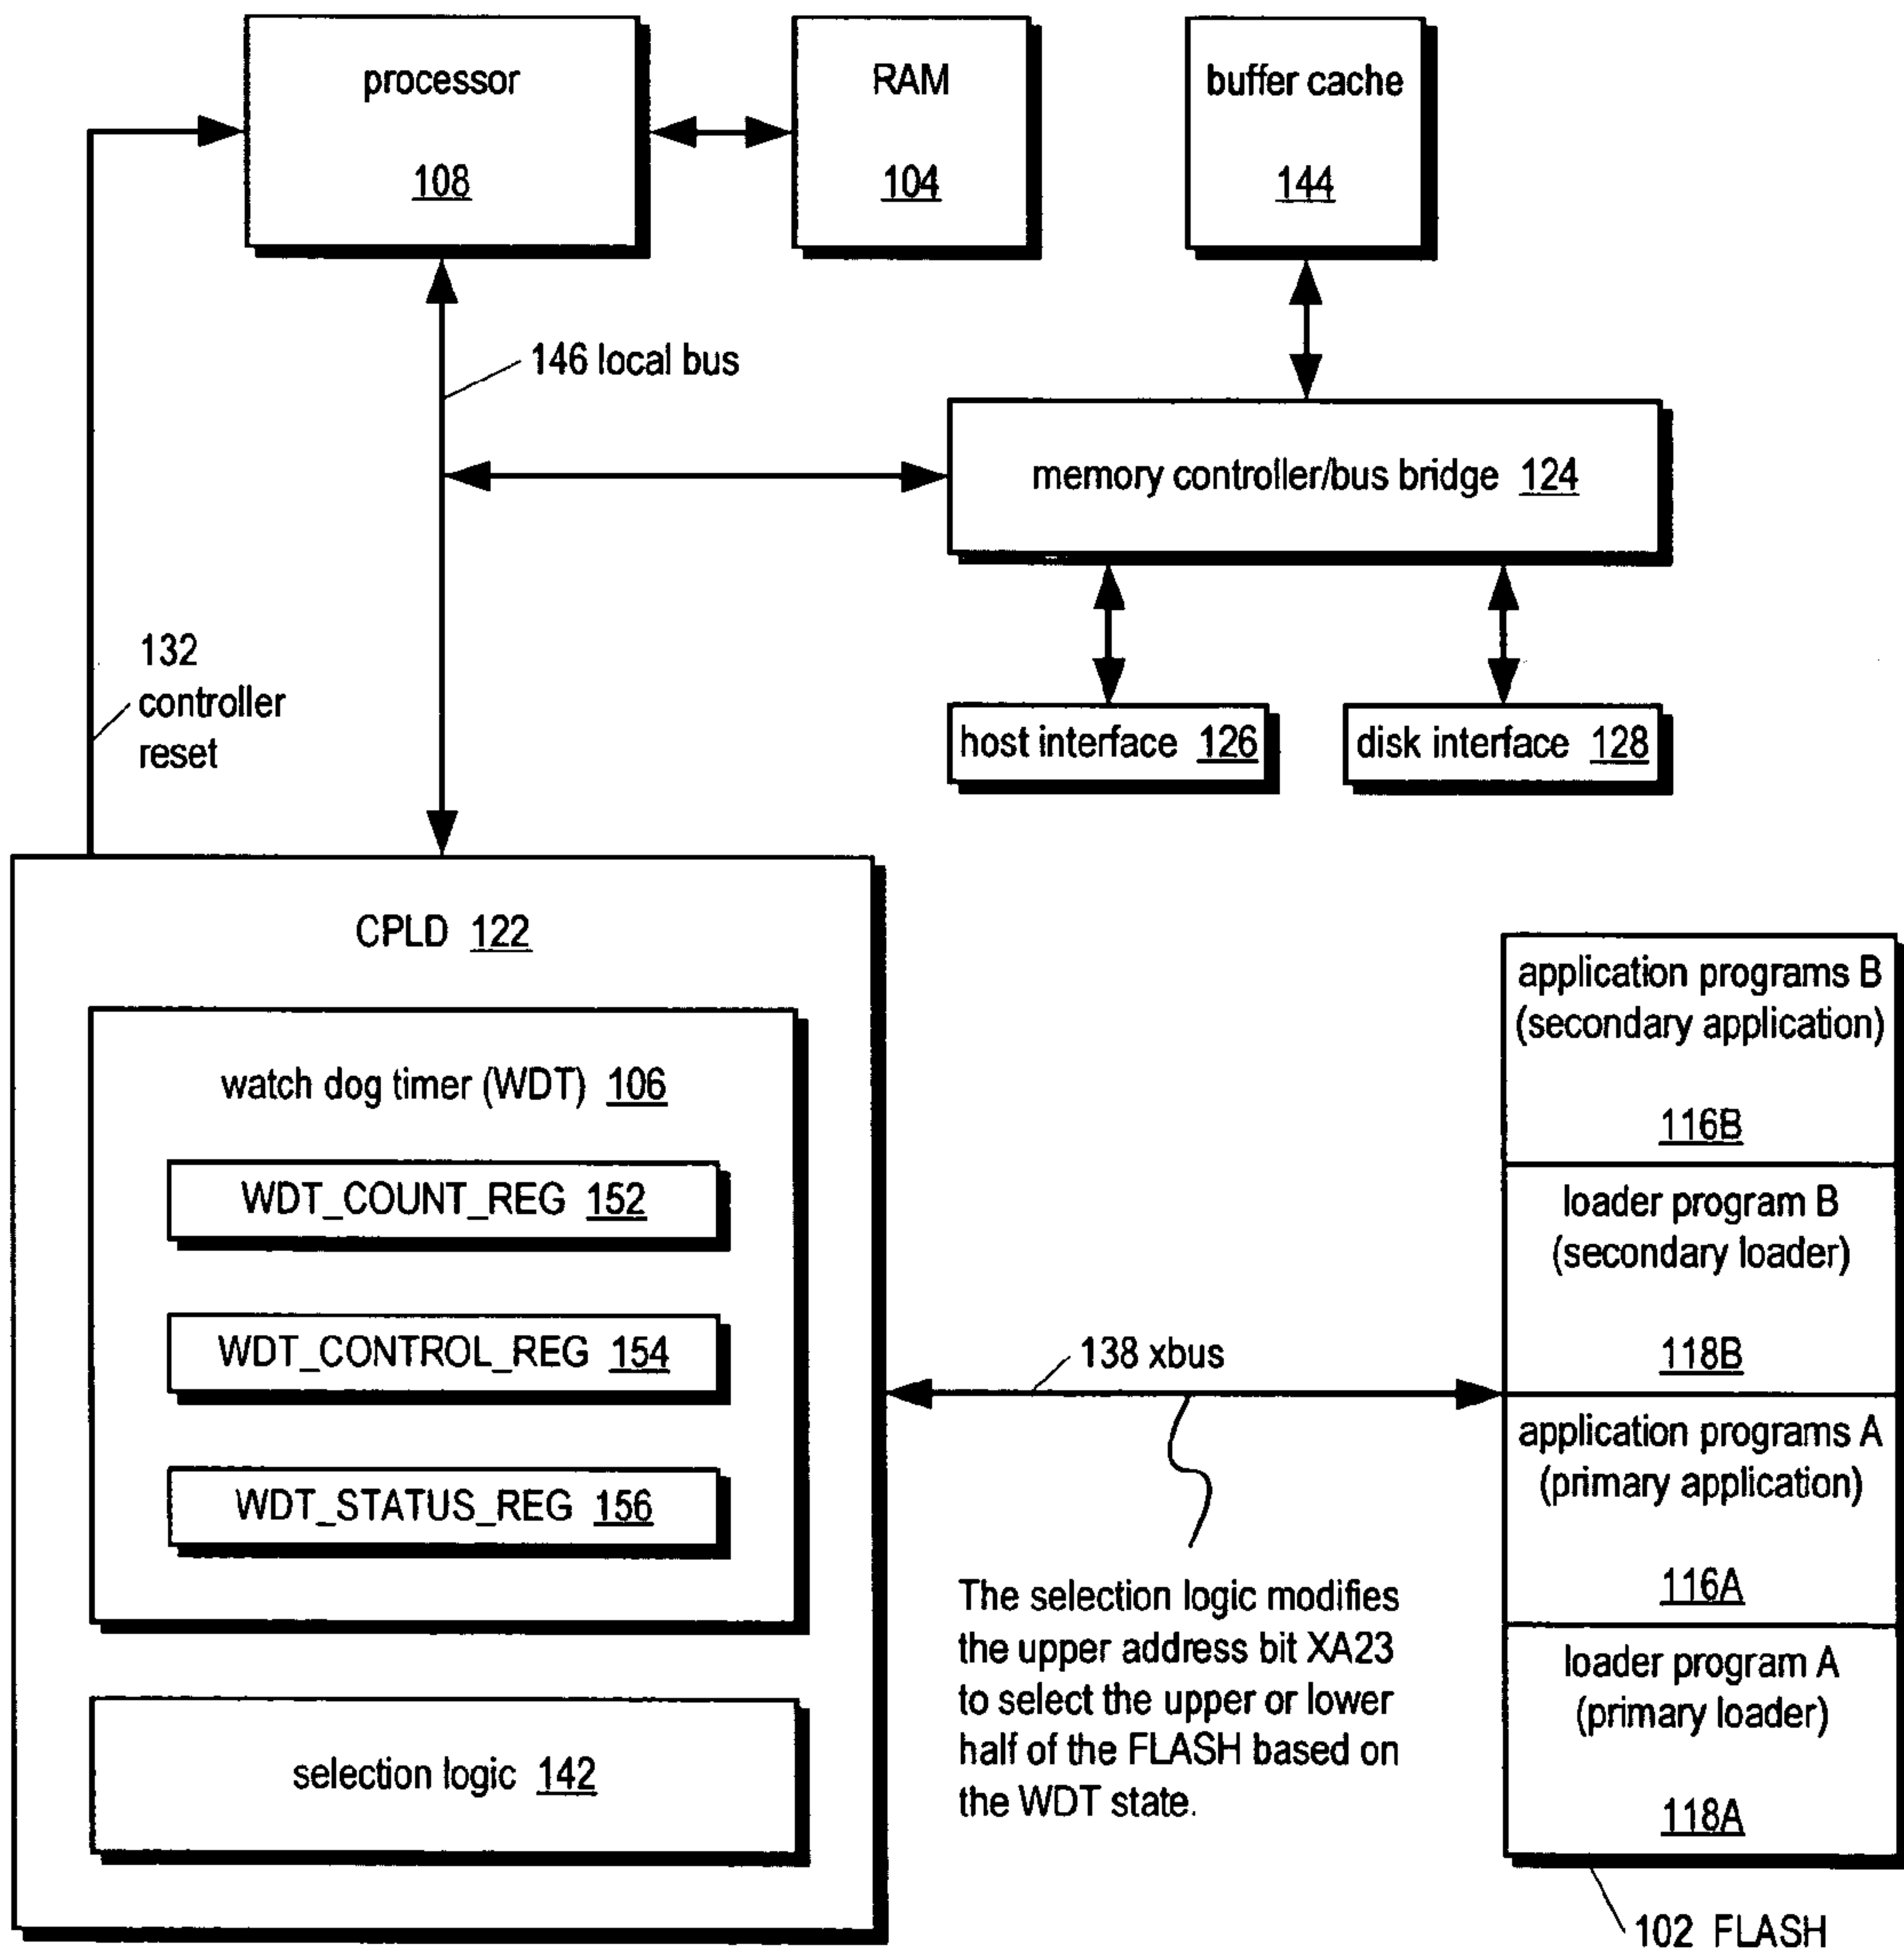 processor
108
RAM
104
buffer cache
144
146 local bus
memory controller/bus bridge 124
132
controller
reset
host interface 126
disk interface 128
CPLD 122
watch dog timer (WDT) 106
WDT_COUNT_REG 152
WDT_CONTROL_REG 154
WDT_STATUS_REG 156
selection logic 142
138 xbus
The selection logic modifies
the upper address bit XA23
to select the upper or lower
half of the FLASH based on
the WDT state.
application programs B
(secondary application)
116B
loader program B
(secondary loader)
118B
application programs A
(primary application)
116A
loader program A
(primary loader)
118A
102 FLASH